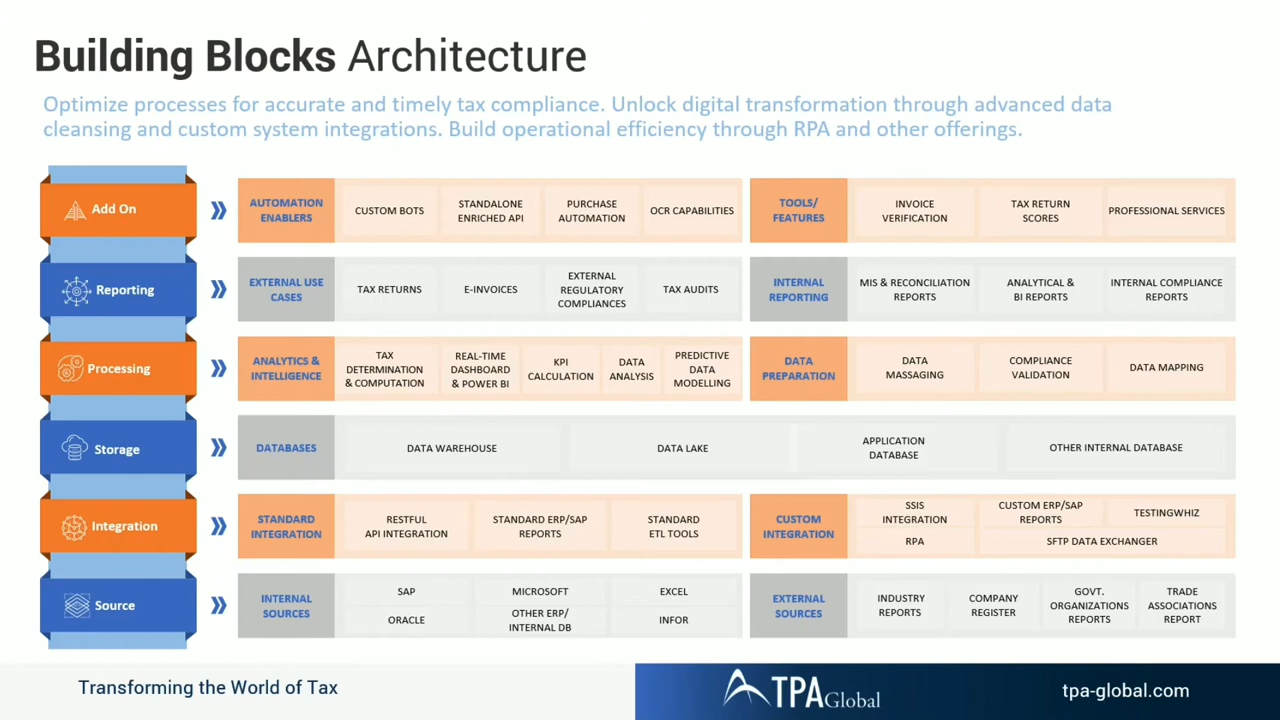 Building Blocks Architecture
Optimize processes for accurate and timely tax compliance. Unlock digital transformation through advanced data
cleansing and custom system integrations. Build operational efficiency through RPA and other offerings.
Add On
AUTOMATION
ENABLERS
CUSTOM BOTS
STANDALONE
ENRICHED API
PURCHASE
AUTOMATION
OCR CAPABILITIES
TOOLS/
FEATURES
INVOICE
VERIFICATION
TAX RETURN
SCORES
PROFESSIONAL SERVICES
Reporting
EXTERNAL USE
CASES
TAX RETURNS
E-INVOICES
EXTERNAL
REGULATORY
COMPLIANCES
TAX AUDITS
INTERNAL
REPORTING
MIS & RECONCILIATION
REPORTS
ANALYTICAL &
BI REPORTS
INTERNAL COMPLIANCE
REPORTS
Processing
ANALYTICS &
INTELLIGENCE
TAX
DETERMINATION
& COMPUTATION
REAL-TIME
DASHBOARD
& POWER BI
KPI
CALCULATION
DATA
ANALYSIS
PREDICTIVE
DATA
MODELLING
DATA
PREPARATION
DATA
MASSAGING
COMPLIANCE
VALIDATION
DATA MAPPING
Storage
DATABASES
DATA WAREHOUSE
DATA LAKE
APPLICATION
DATABASE
OTHER INTERNAL DATABASE
Integration
STANDARD
INTEGRATION
RESTFUL
API INTEGRATION
STANDARD ERP/SAP
REPORTS
STANDARD
ETL TOOLS
CUSTOM
INTEGRATION
SSIS
INTEGRATION
CUSTOM ERP/SAP
REPORTS
TESTINGWHIZ
RPA
SFTP DATA EXCHANGER
Source
INTERNAL
SOURCES
SAP
MICROSOFT
EXCEL
ORACLE
OTHER ERP/
INTERNAL DB
INFOR
EXTERNAL
SOURCES
INDUSTRY
REPORTS
COMPANY
REGISTER
GOVT.
ORGANIZATIONS
REPORTS
TRADE
ASSOCIATIONS
REPORT
Transforming the World of Tax
TPA Global
tpa-global.com